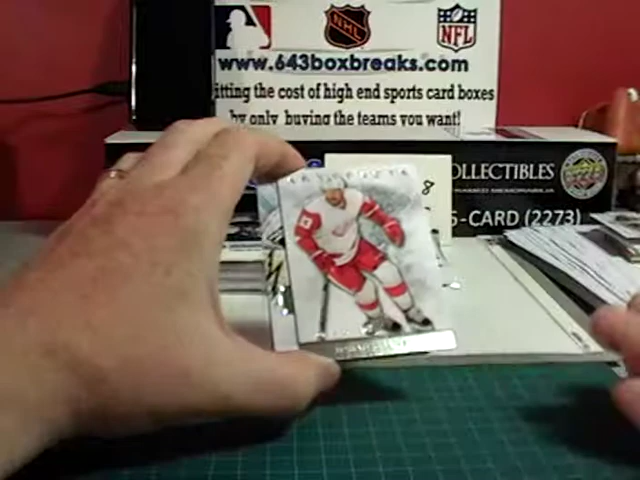 NHL
NFL
www.643boxbreaks.com
itting the cost of high end sports card boxes
by only buying the teams you want!
OLLECTIBLES
-CARD (2273)
8